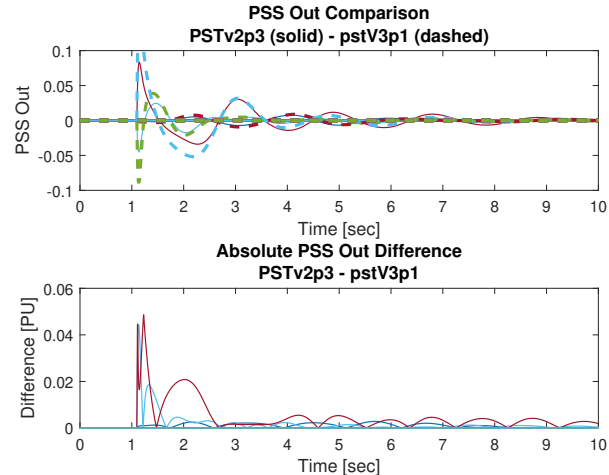 PSS Out Comparison
PSTv2p3 (solid) - pstV3p1 (dashed)
0.1
0.05
0
-0.05
-0.1
PSS Out
0 1 2 3 4 5 6 7 8 9 10
Time [sec]
Absolute PSS Out Difference
PSTv2p3 - pstV3p1
0.06
0.04
0.02
0
Difference [PU]
0 1 2 3 4 5 6 7 8 9 10
Time [sec]